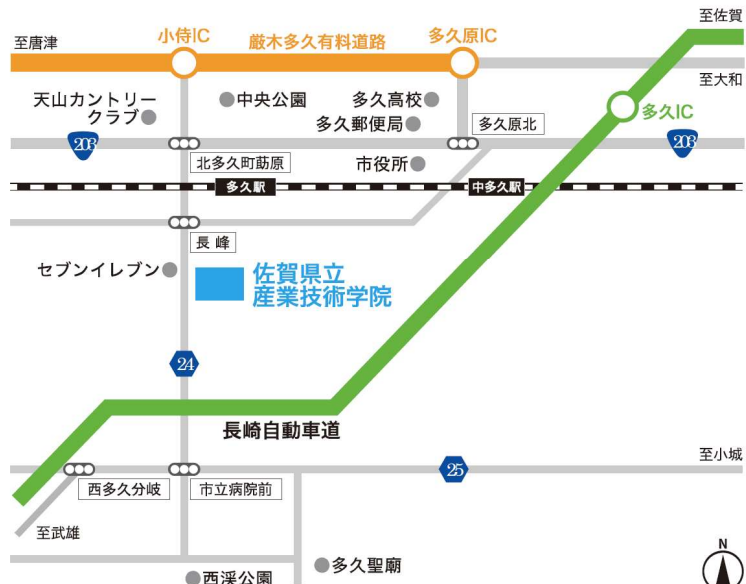 至佐賀
小侍IC
厳木多久有料道路
多久原IC
至唐津
至大和
天山カントリー
クラブ
中央公園
多久高校
多久IC
多久郵便局
多久原北
203
203
北多久町莇原
市役所
多久駅
中多久駅
長峰
セブンイレブン
佐賀県立
産業技術学院
24
長崎自動車道
至小城
25
西多久分岐
市立病院前
至武雄
N
多久聖廟
西渓公園